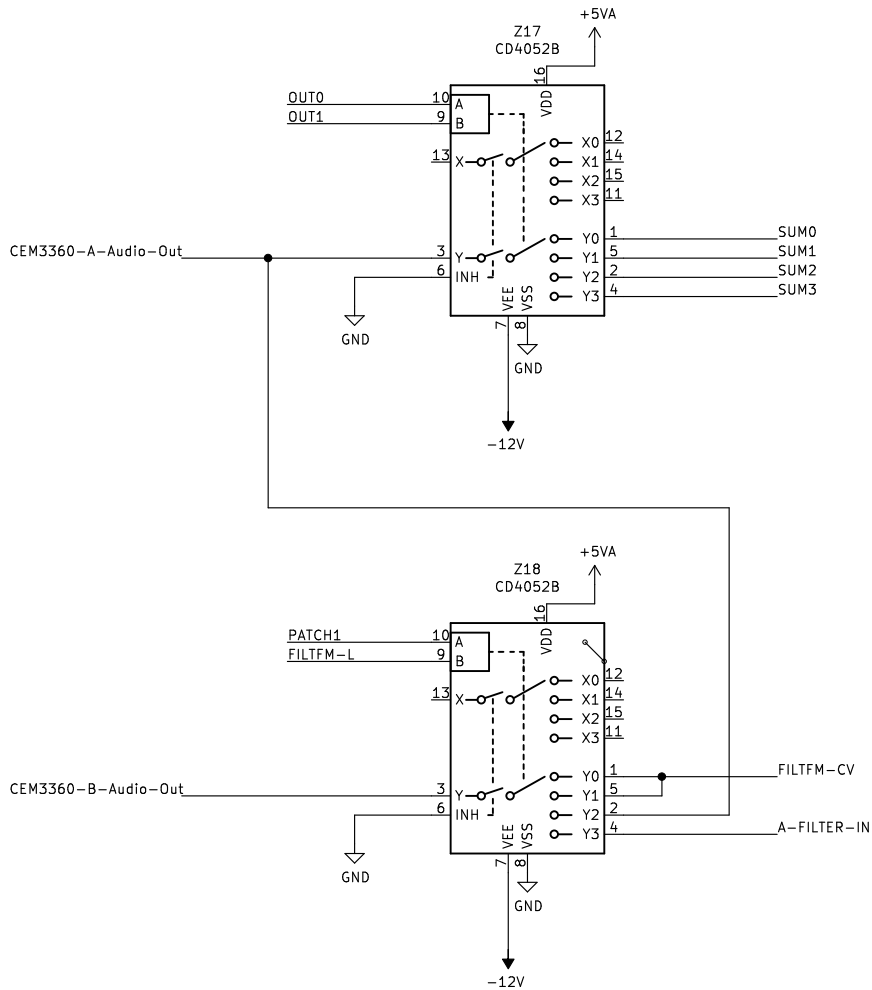 +5VA
Z17
CD4052B
16
VDD
OUT0
10 A
OUT1
9 B
X0 12
13 X
X1 14
X2 15
X3 11
Y0 1
SUM0
CEM3360-A-Audio-Out
3 Y
Y1 5
SUM1
6 INH
Y2 2
SUM2
Y3 4
SUM3
VEE
VSS
7
8
GND
GND
-12V
+5VA
Z18
CD4052B
16
VDD
PATCH1
10 A
FILTFM-L
9 B
X0 12
13 X
X1 14
X2 15
X3 11
Y0 1
FILTFM-CV
CEM3360-B-Audio-Out
3 Y
Y1 5
6 INH
Y2 2
Y3 4
A-FILTER-IN
VEE
VSS
7
8
GND
GND
-12V